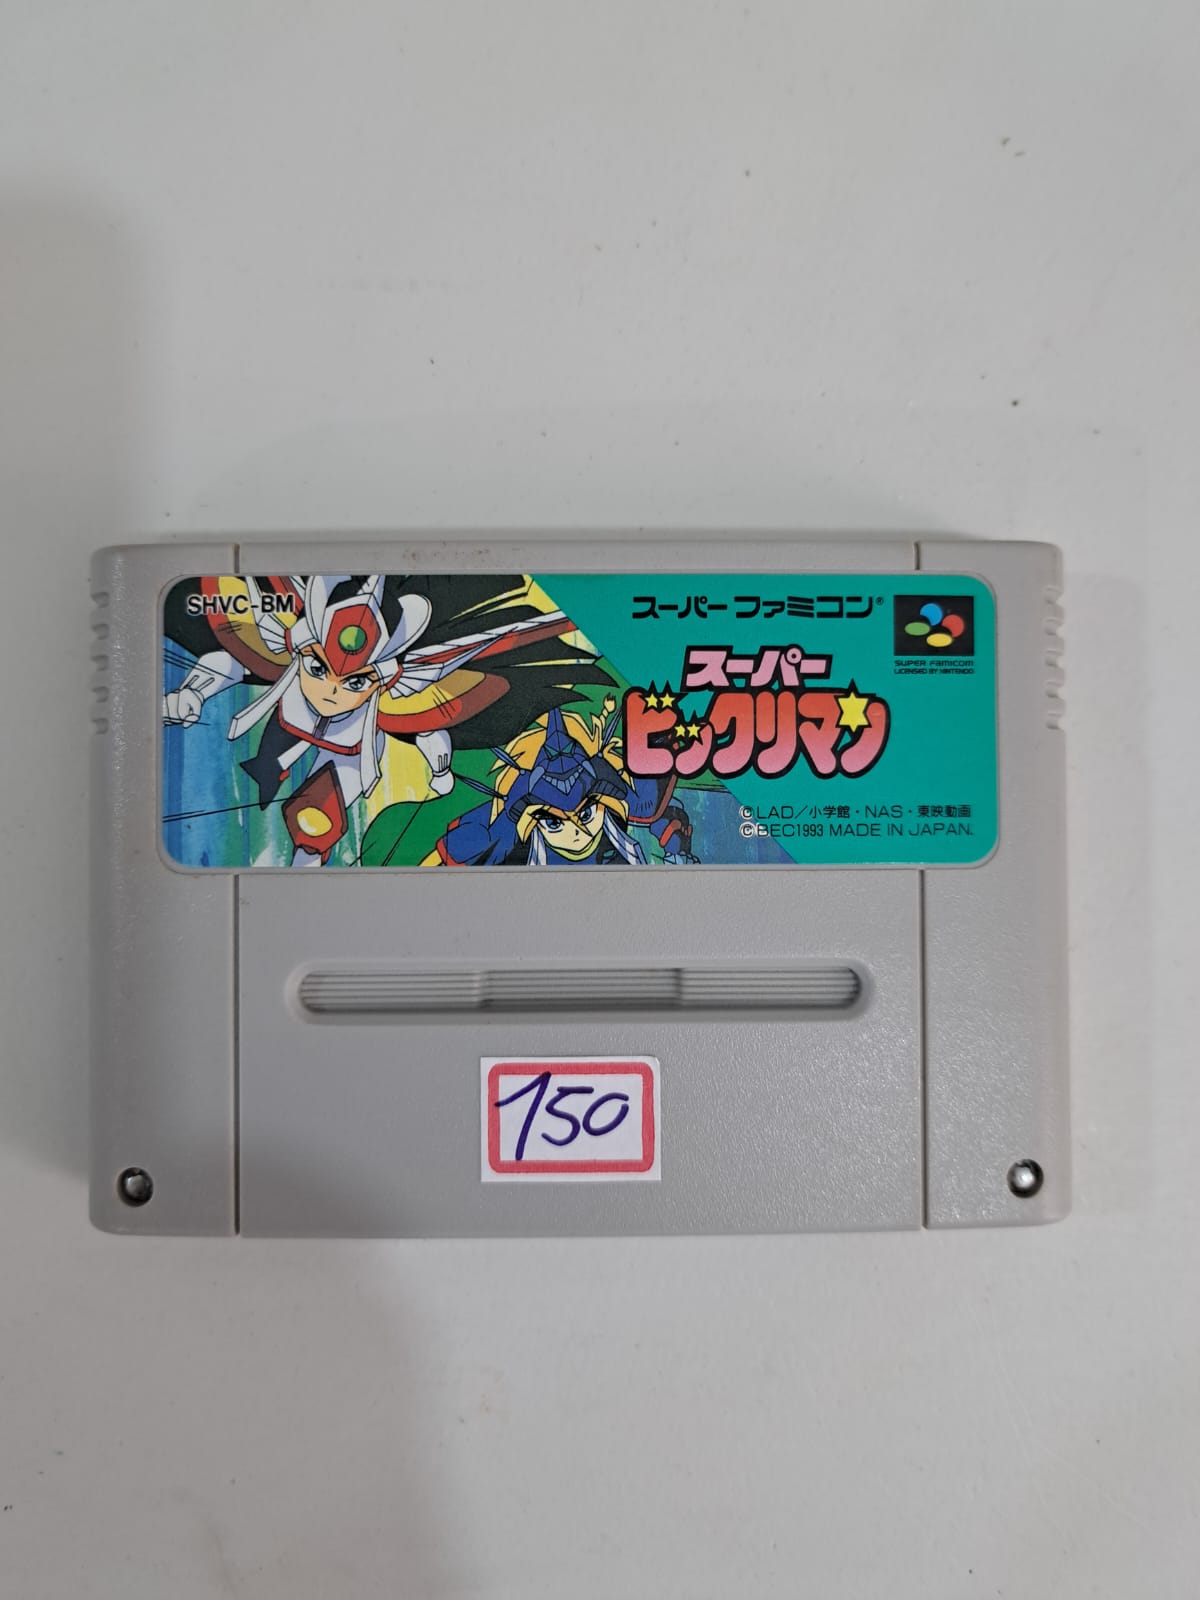 SHVC-BM
スーパーファミコン®
SUPER FAMICOM
LICENSED BY NINTENDO
スーパー
ビックリマン
©LAD/小学館・NAS・東映動画
©BEC1993 MADE IN JAPAN.
150